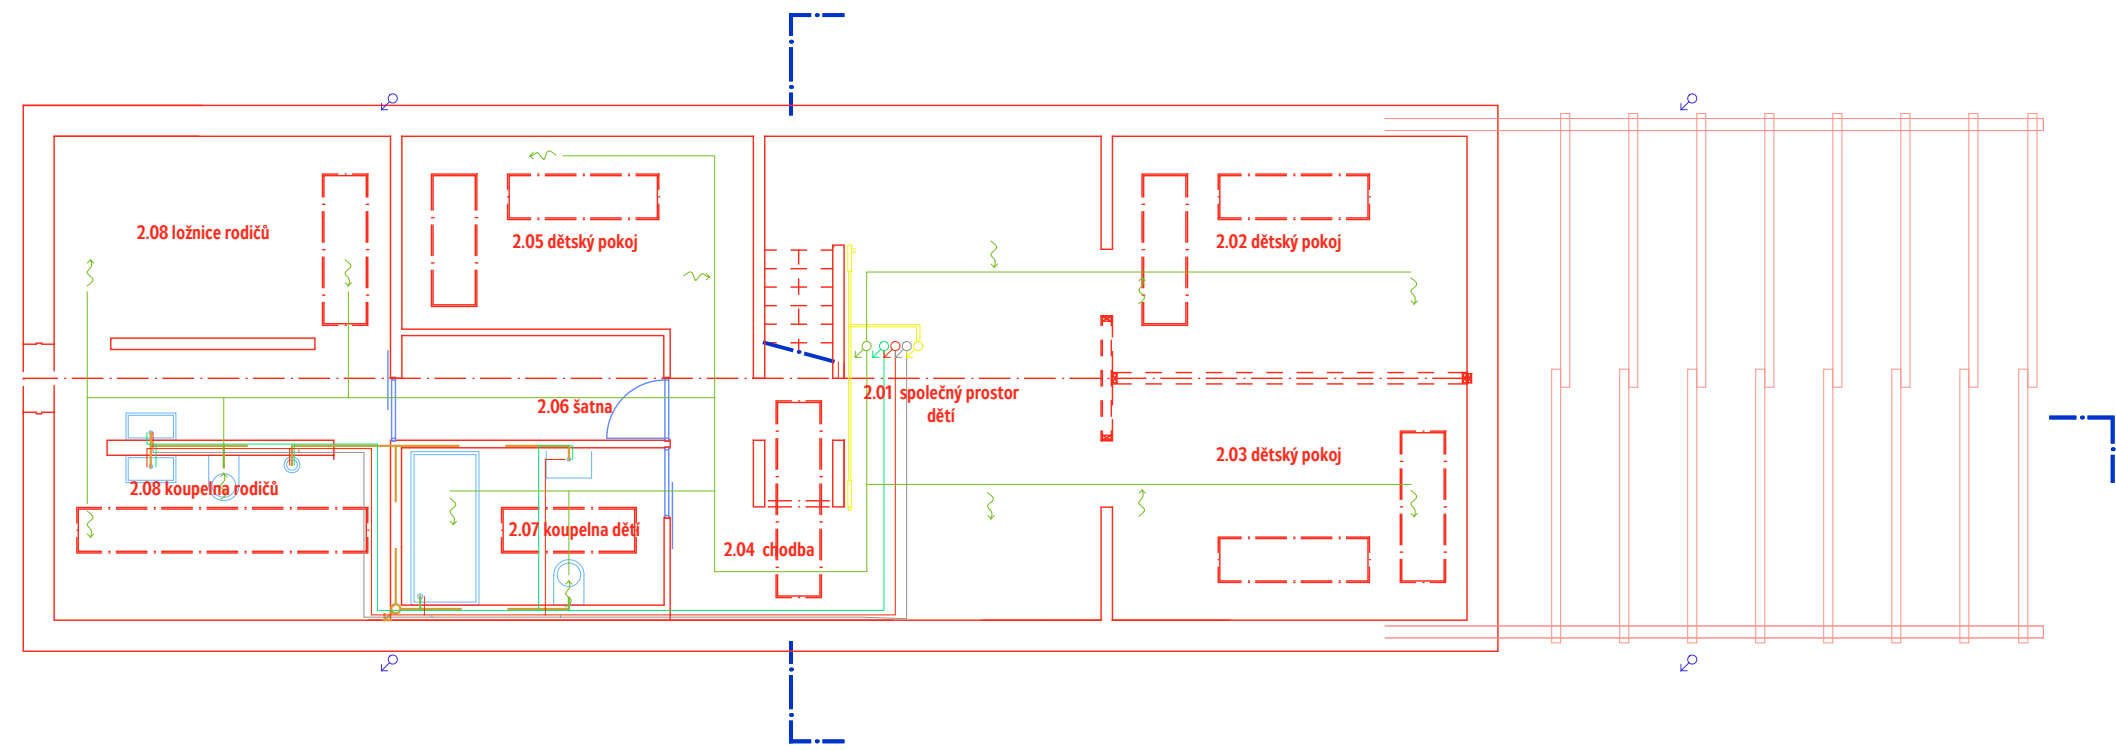 2.08 ložnice rodičů
2.05 dětský pokoj
2.02 dětský pokoj
2.06 šatna
2.01 společný prostor
dětí
2.03 dětský pokoj
2.08 koupelna rodičů
2.07 koupelna dětí
2.04 chodba